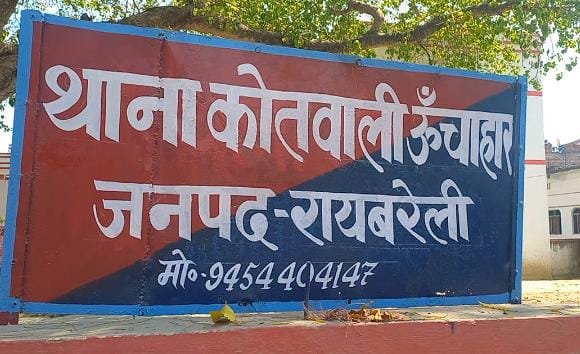 थाना कोतवाली ऊँचाहार
जनपद-रायबरेली
मो०-9454404147